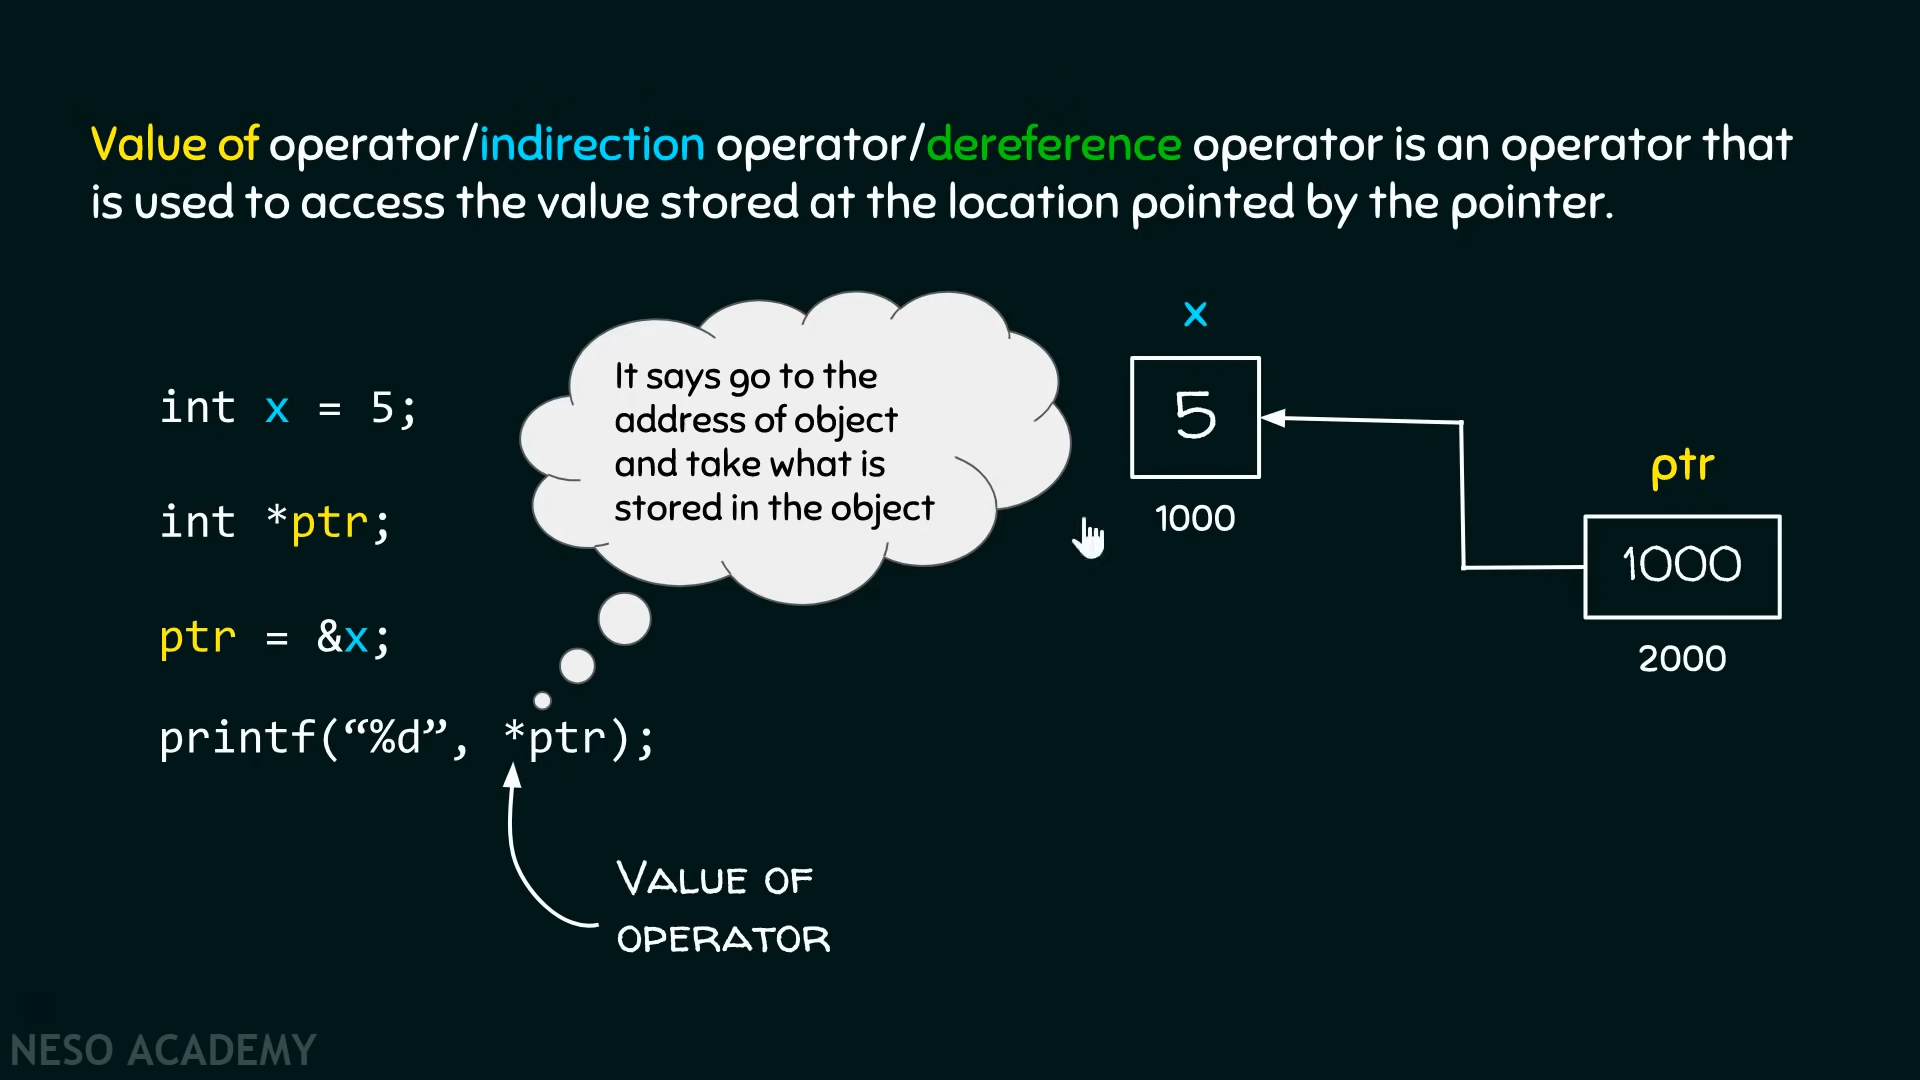 Value of operator/indirection operator/dereference operator is an operator that
is used to access the value stored at the location pointed by the pointer.
int x = 5;
int *ptr;
ptr = &x;
printf(“%d”, *ptr);
It says go to the
address of object
and take what is
stored in the object
x
5
1000
ptr
1000
2000
VALUE OF
OPERATOR
NESO ACADEMY